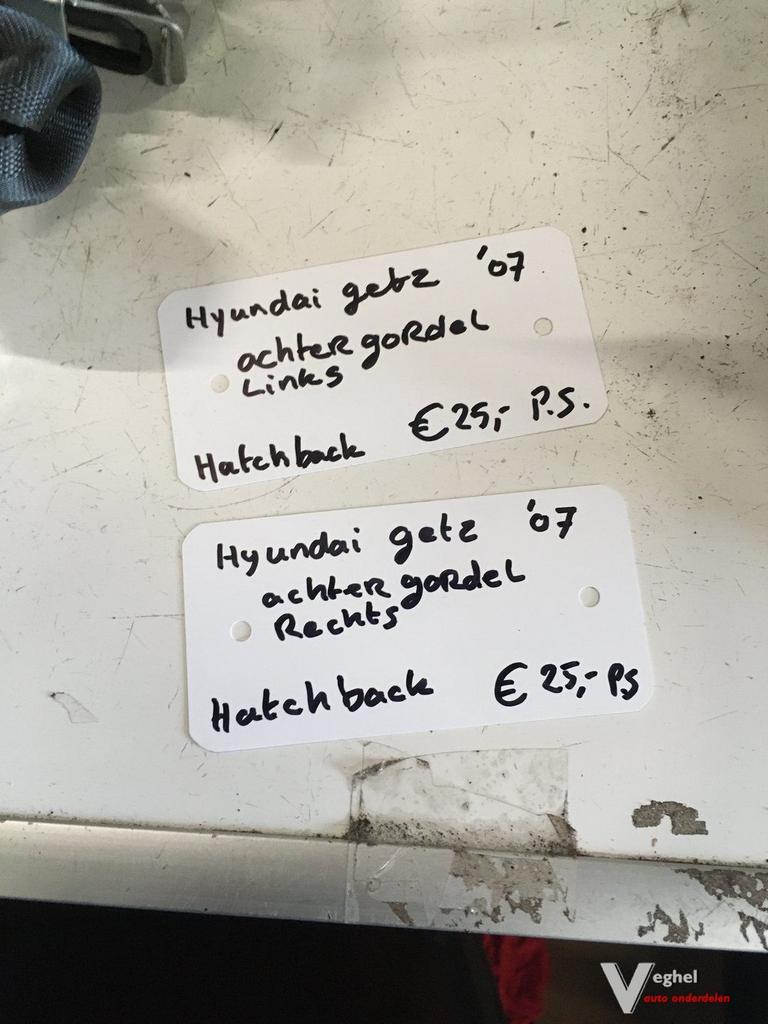 Hyundai getz '07
achter gordel
Links
Hatchback €25,- P.S.
Hyundai getz '07
achter gordel
Rechts
Hatchback €25,- P.S
Veghel
auto onderdelen